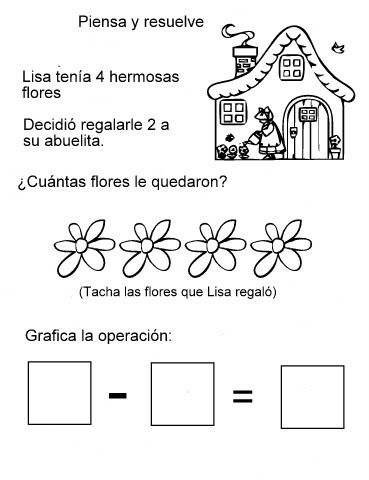 Piensa y resuelve
Lisa tenía 4 hermosas
flores
Decidió regalarle 2 a
su abuelita.
¿Cuántas flores le quedaron?
(Tacha las flores que Lisa regaló)
Grafica la operación:
- =